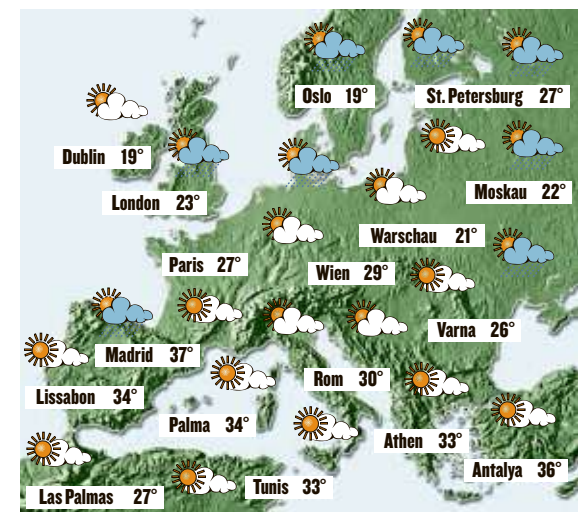 Oslo 19°
St. Petersburg 27°
Dublin 19°
Moskau 22°
London 23°
Warschau 21°
Paris 27°
Wien 29°
Varna 26°
Madrid 37°
Rom 30°
Lissabon 34°
Palma 34°
Athen 33°
Antalya 36°
Tunis 33°
Las Palmas 27°